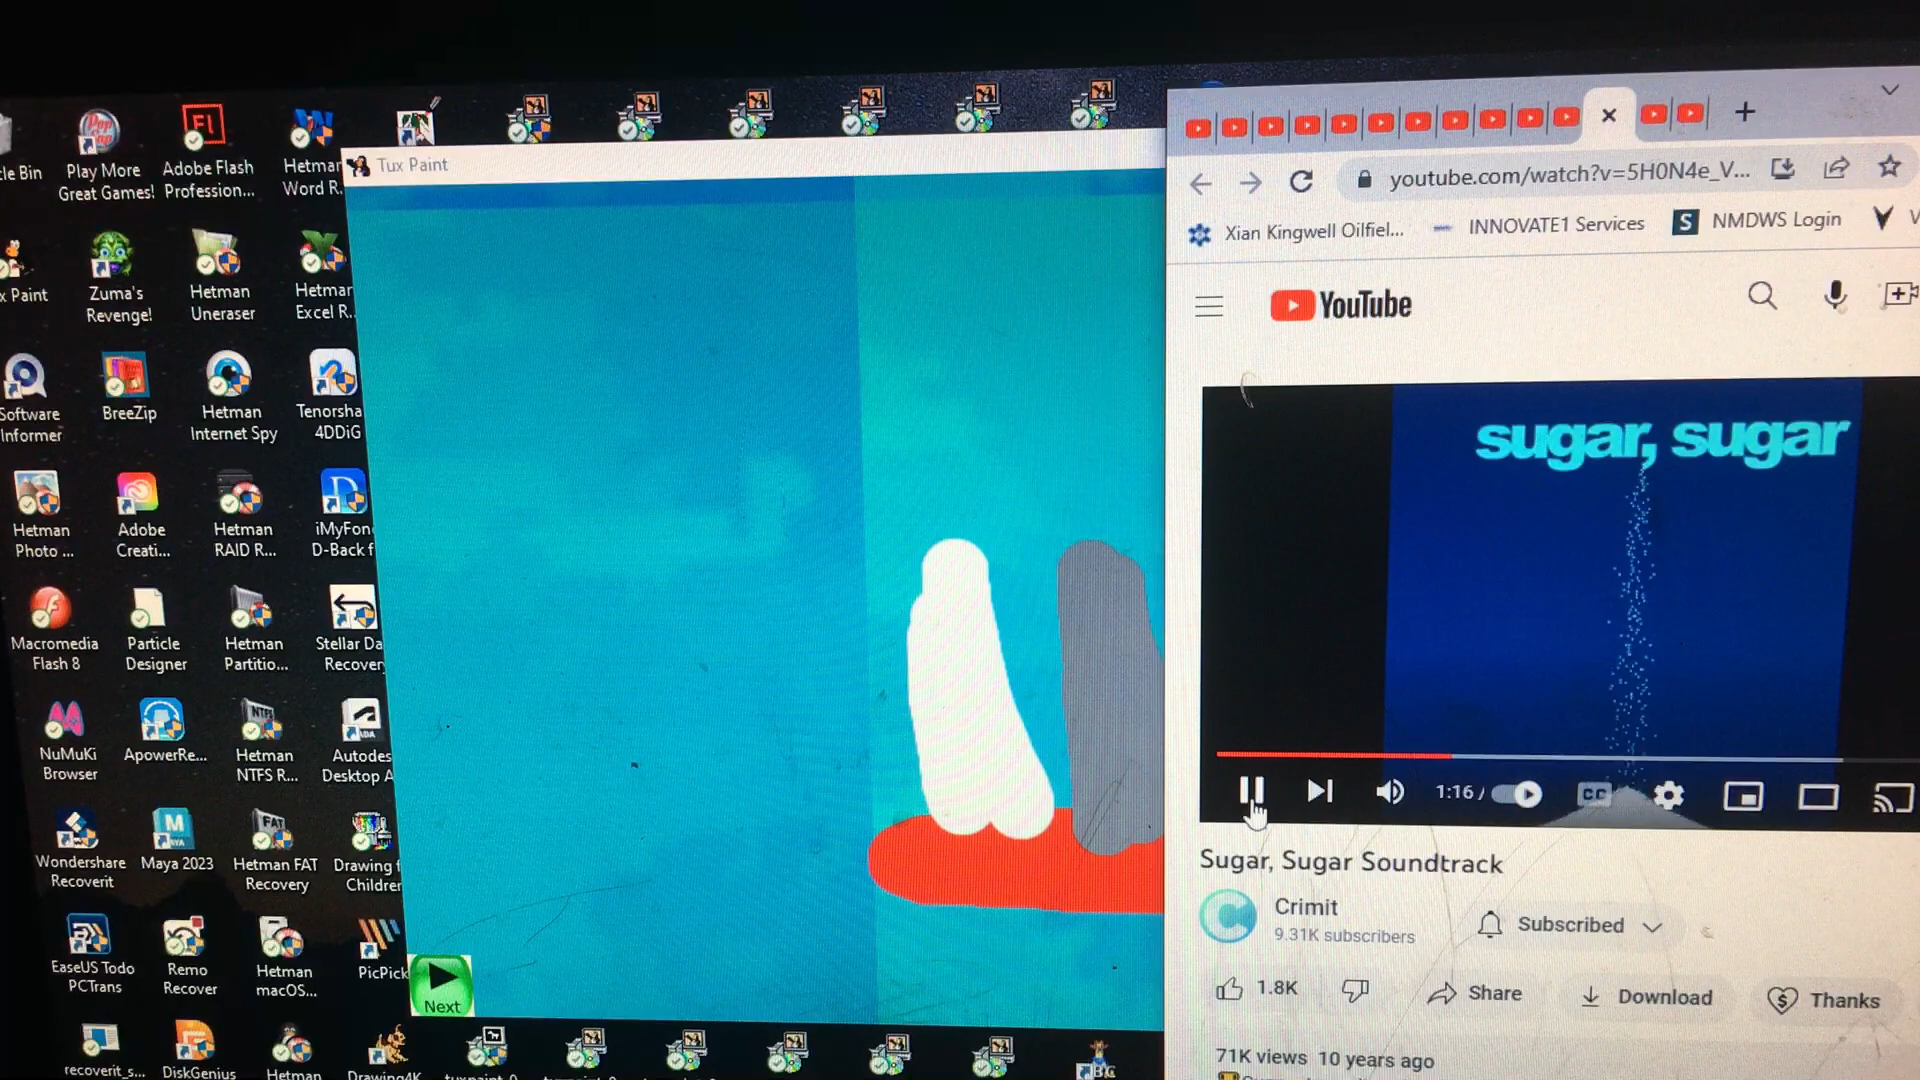 cle Bin
Play More
Great Games!
Adobe Flash
Profession...
Hetman
Word R.
Tux Paint
x Paint
Zuma's
Revenge!
Hetman
Uneraser
Hetman
Excel R..
Software
Informer
BreeZip
Hetman
Internet Spy
Tenorsha
4DDiG
Hetman
Photo ...
Adobe
Creati...
Hetman
RAID R...
iMyFon
D-Back f
Macromedia
Flash 8
Particle
Designer
Hetman
Partitio...
Stellar Da
Recovery
NuMuKi
Browser
ApowerRe...
Hetman
NTFS R...
Autodes
Desktop A
Wondershare
Recoverit
Maya 2023
Hetman FAT
Recovery
Drawing f
Children
EaseUS Todo
PCTrans
Remo
Recover
Hetman
macOS...
PicPick
Next
recoverit_s...
DiskGenius
Hetman
Drawing4K
youtube.com/watch?v=5H0N4e_V...
Xian Kingwell Oilfiel...
INNOVATE1 Services
NMDWS Login
YouTube
sugar, sugar
1:16 /
CC
Sugar, Sugar Soundtrack
Crimit
9.31K subscribers
Subscribed
1.8K
Share
Download
Thanks
71K views 10 years ago